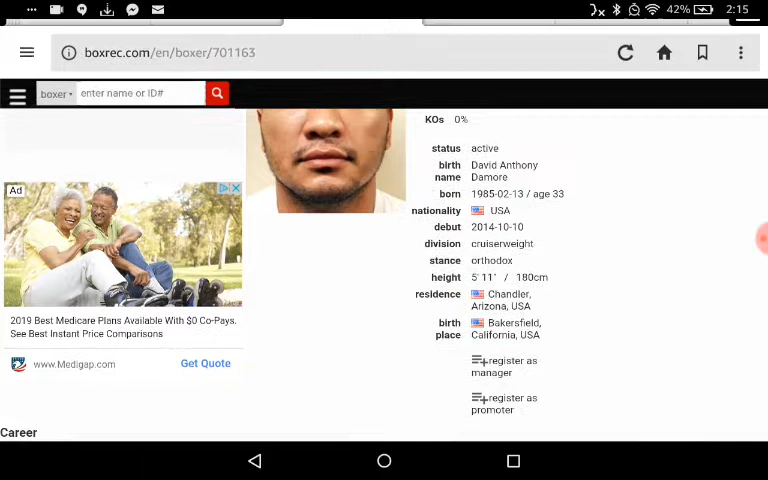 42% 2:15
boxrec.com/en/boxer/701163
boxer enter name or ID#
KOs 0%
status active
birth name David Anthony Damore
born 1985-02-13 / age 33
nationality USA
debut 2014-10-10
division cruiserweight
stance orthodox
height 5' 11" / 180cm
residence Chandler, Arizona, USA
birth place Bakersfield, California, USA
register as manager
register as promoter
Ad
2019 Best Medicare Plans Available With $0 Co-Pays.
See Best Instant Price Comparisons
www.Medigap.com Get Quote
Career